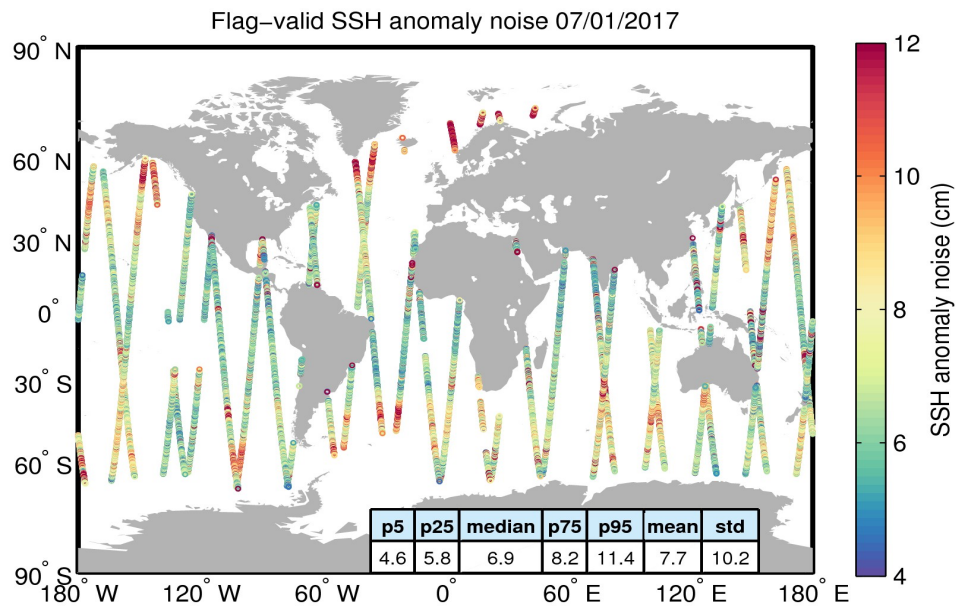 Flag−valid SSH anomaly noise 07/01/2017
90° N
60° N
30° N
0°
30° S
60° S
90° S
180° W
120° W
60° W
0°
60° E
120° E
180° E
p5 p25 median p75 p95 mean std
4.6 5.8 6.9 8.2 11.4 7.7 10.2
12
10
8
6
4
SSH anomaly noise (cm)